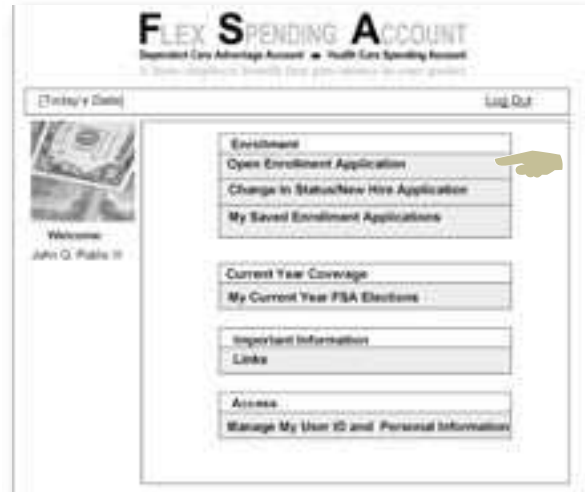 FLEX SPENDING ACCOUNT
Dependent Care Advantage Account Health Care Spending Account
[Today's Date]
Log Out
Welcome
John Q. Public III
Enrollment
Open Enrollment Application
Change In Status/New Hire Application
My Saved Enrollment Applications
Current Year Coverage
My Current Year FSA Elections
Important Information
Links
Access
Manage My User ID and Personal Information